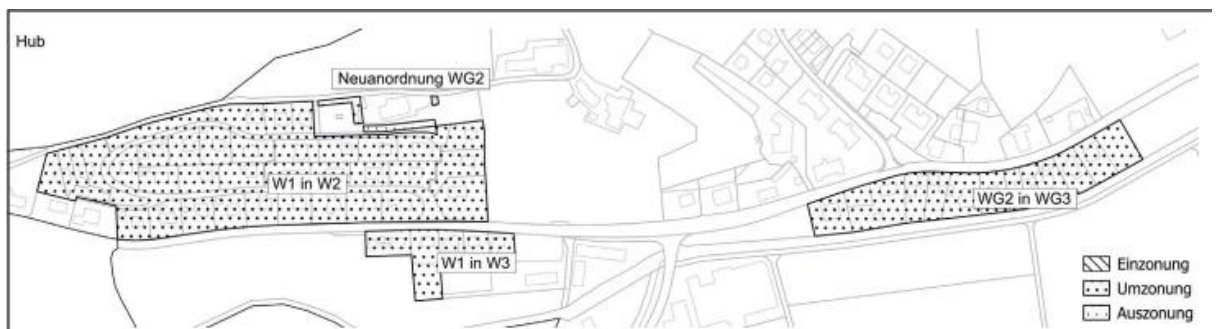 Hub
Neuanordnung WG2
W1 in W2
WG2 in WG3
W1 in W3
Einzonung
Umzonung
Auszonung